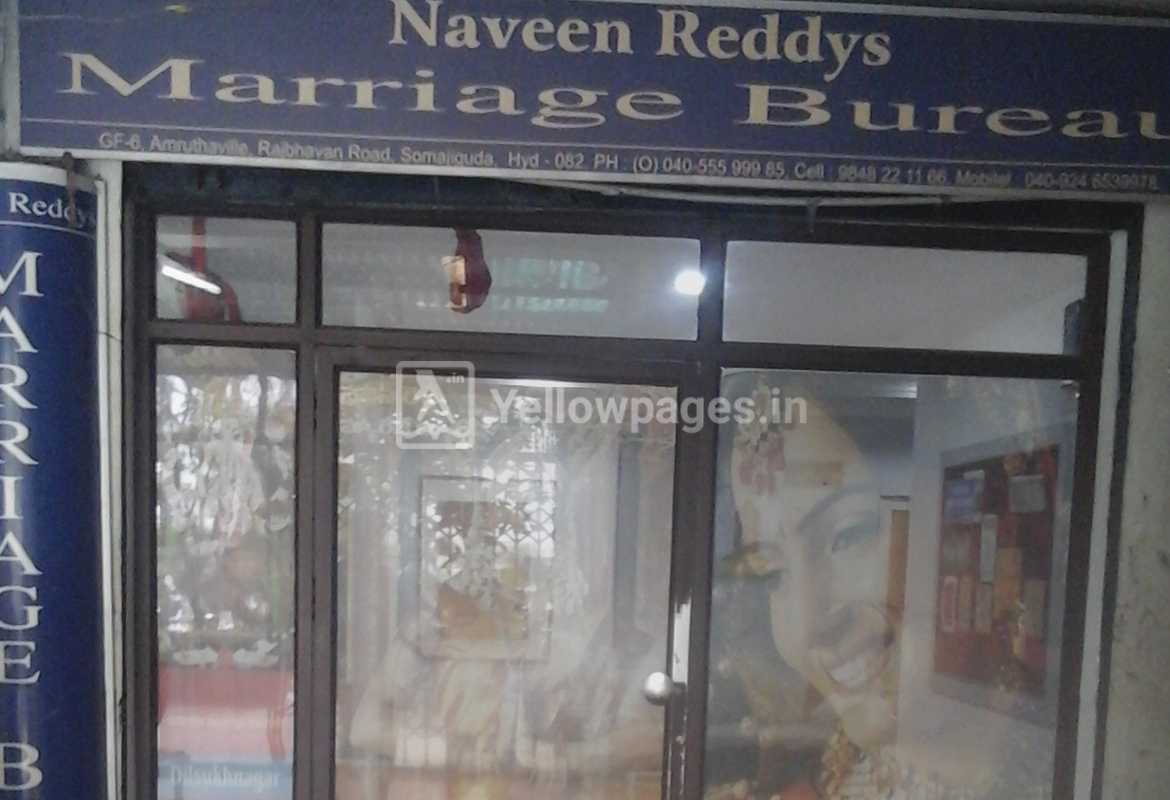 Naveen Reddys
Marriage Bureau
GF-6, Amruthaville, Rajbhavan Road, Somajiguda, Hyd - 082 PH : (O) 040-555 999 85, Cell : 9848 22 11 66, : 040-924 6539978
Reddys
MARRIAGE B
.in
Yellowpages.in
Dilsukhnagar